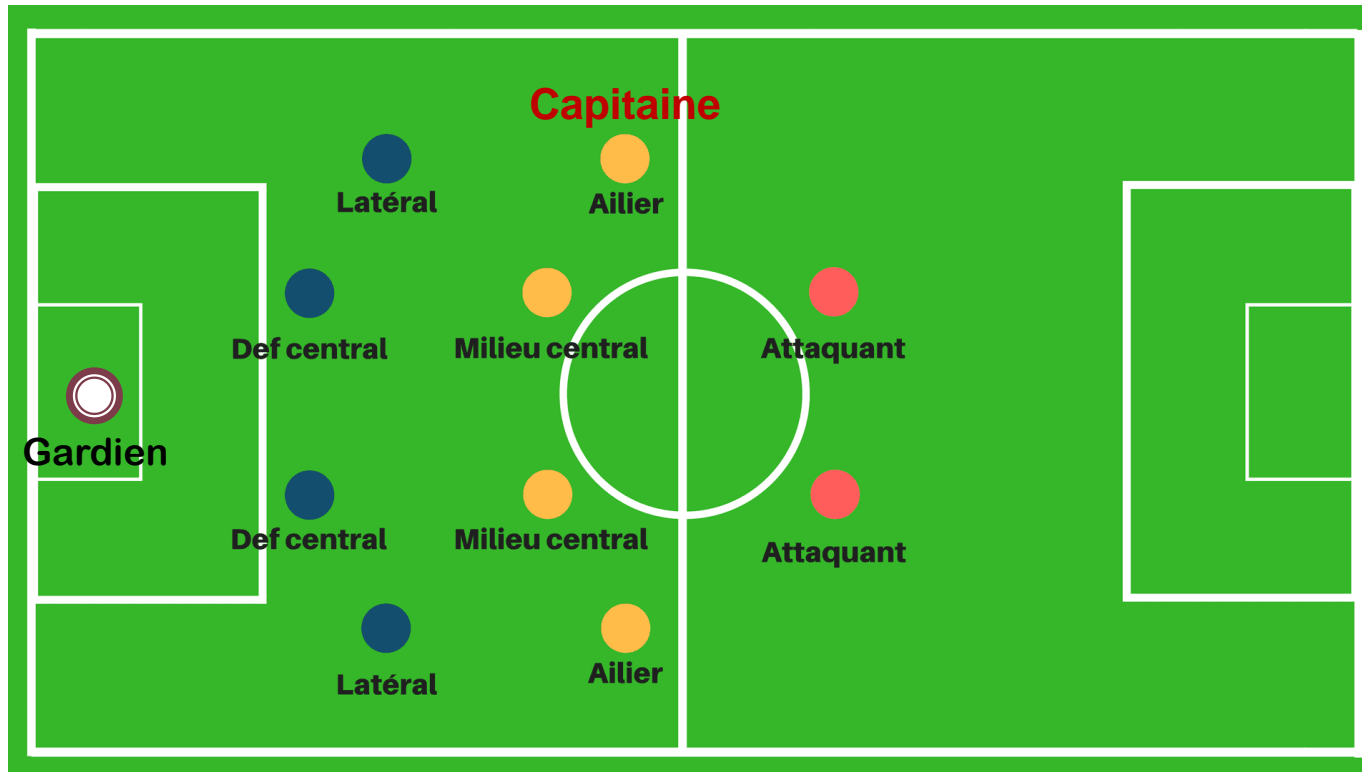 Capitaine
Latéral
Ailier
Def central
Milieu central
Attaquant
Gardien
Def central
Milieu central
Attaquant
Latéral
Ailier